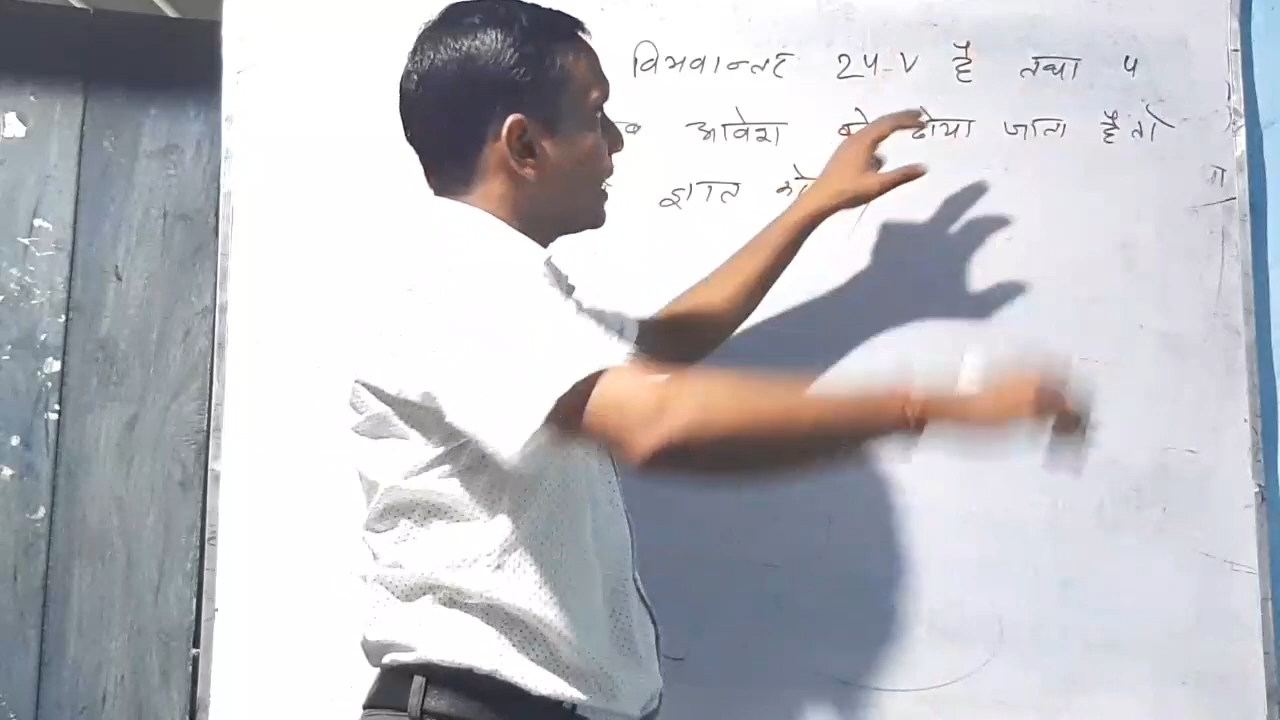 विभवान्तर 24-V है तथा 4
आवेश को ढोया जाता है तो
ज्ञात